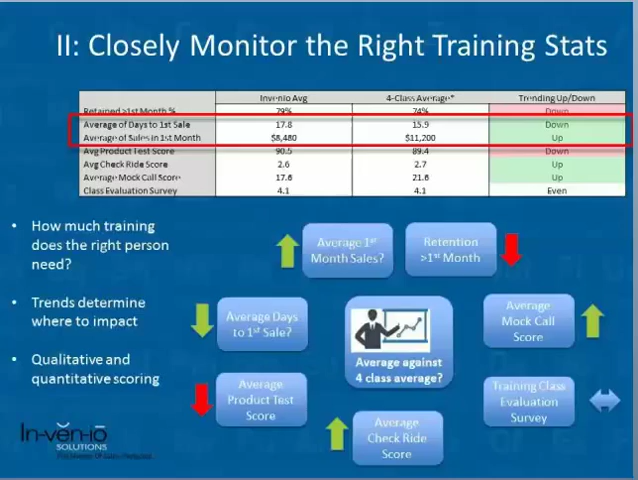 II: Closely Monitor the Right Training Stats
Invenio Avg 4-Class Average* Trending Up/Down
Retained >1st Month % 79% 74% Down
Average of Days to 1st Sale 17.8 15.9 Down
Average of Sales in 1st Month $8,480 $11,200 Up
Avg Product Test Score 90.5 89.4 Down
Avg Check Ride Score 2.6 2.7 Up
Average Mock Call Score 17.6 21.6 Up
Class Evaluation Survey 4.1 4.1 Even
• How much training
does the right person
need?
• Trends determine
where to impact
• Qualitative and
quantitative scoring
Average 1st
Month Sales?
Retention
>1st Month
Average Days
to 1st Sale?
Average
Mock Call
Score
Average against
4 class average?
Average
Product Test
Score
Training Class
Evaluation
Survey
Average
Check Ride
Score
In-ven-io
SOLUTIONS